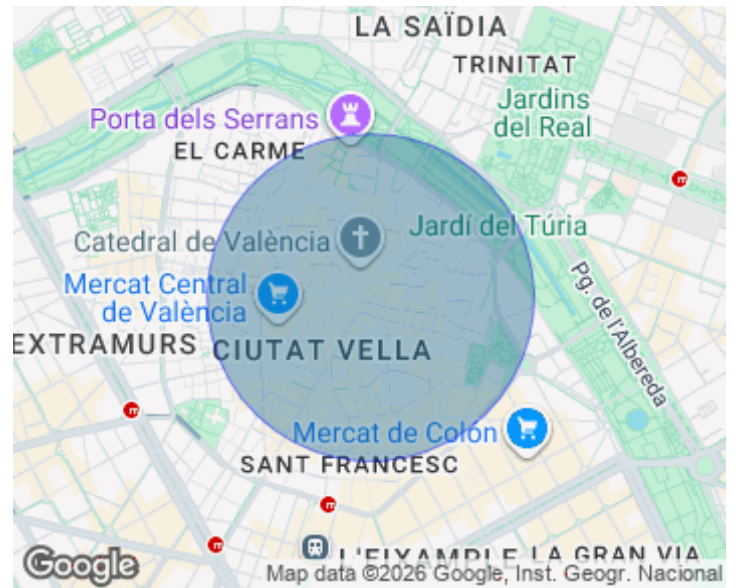 LA SAÏDIA
TRINITAT
Jardins
del Real
Porta dels Serrans
EL CARME
Catedral de València
Jardí del Túria
Mercat Central
de València
Pg. de l'Albereda
EXTRAMURS
CIUTAT VELLA
Mercat de Colón
SANT FRANCESC
L'EIXAMPLE
LA GRAN VIA
Google
Map data ©2026 Google, Inst. Geogr. Nacional